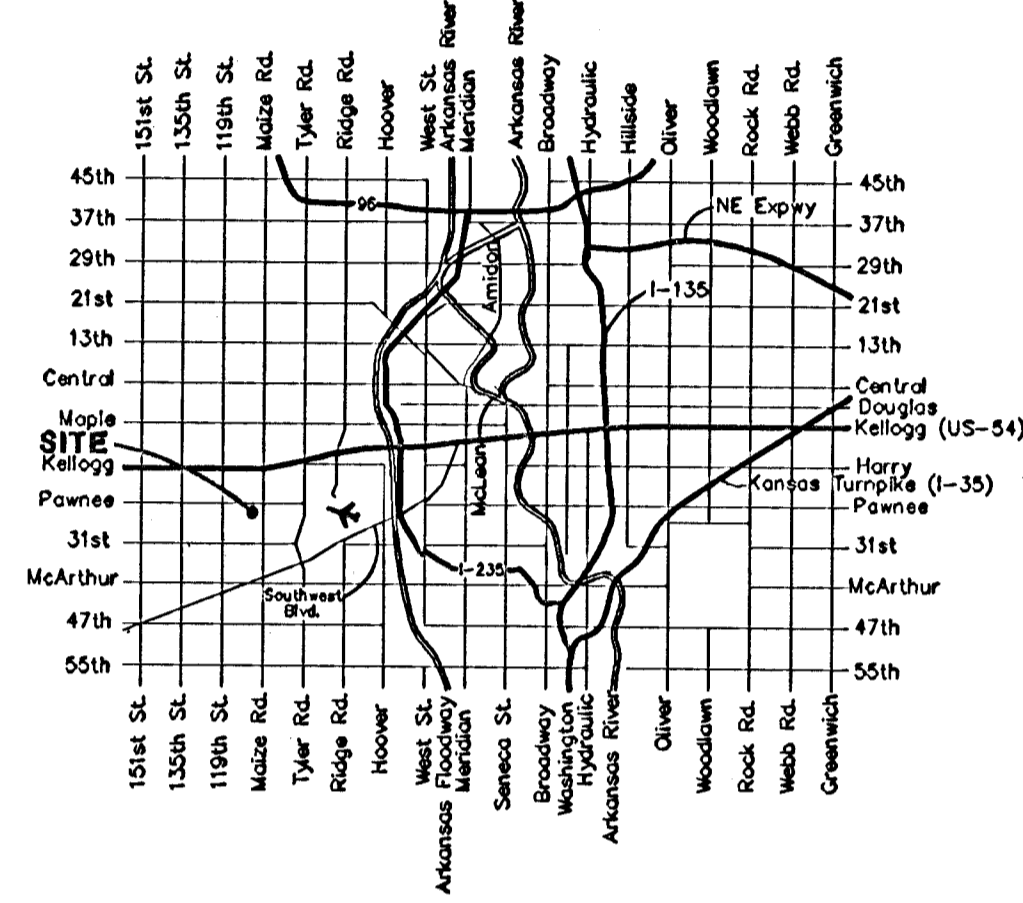 151st St.
135th St.
119th St.
Maize Rd.
Tyler Rd.
Ridge Rd.
Hoover
West St.
Arkansas River
Meridian
Arkansas River
Broadway
Hydraulic
Hillside
Oliver
Woodlawn
Rock Rd.
Webb Rd.
Greenwich
45th
37th
29th
21st
13th
Central
Maple
SITE
Kellogg
Pawnee
31st
McArthur
47th
55th
96
Amidon
McLean
I-135
NE Expwy
I-235
Southwest
Blvd.
45th
37th
29th
21st
13th
Central
Douglas
Kellogg (US-54)
Harry
Kansas Turnpike (I-35)
Pawnee
31st
McArthur
47th
55th
151st St.
135th St.
119th St.
Maize Rd.
Tyler Rd.
Ridge Rd.
Hoover
West St.
Arkansas Floodway
Meridian
Seneca St.
Broadway
Washington
Hydraulic
Arkansas River
Oliver
Woodlawn
Rock Rd.
Webb Rd.
Greenwich